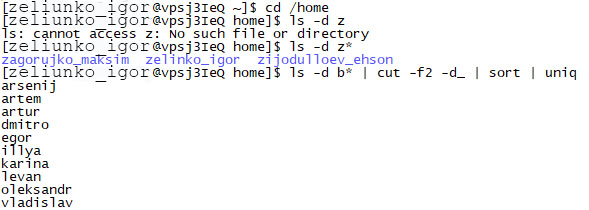 [zeliunko_igor@vpsj3IeQ ~]$ cd /home
[zeliunko_igor@vpsj3IeQ home]$ ls -d z
ls: cannot access z: No such file or directory
[zeliunko_igor@vpsj3IeQ home]$ ls -d z*
zagorujko_maksim  zelinko_igor  zijodulloev_ehson
[zeliunko_igor@vpsj3IeQ home]$ ls -d b* | cut -f2 -d_ | sort | uniq
arsenij
artem
artur
dmitro
egor
illya
karina
levan
oleksandr
vladislav